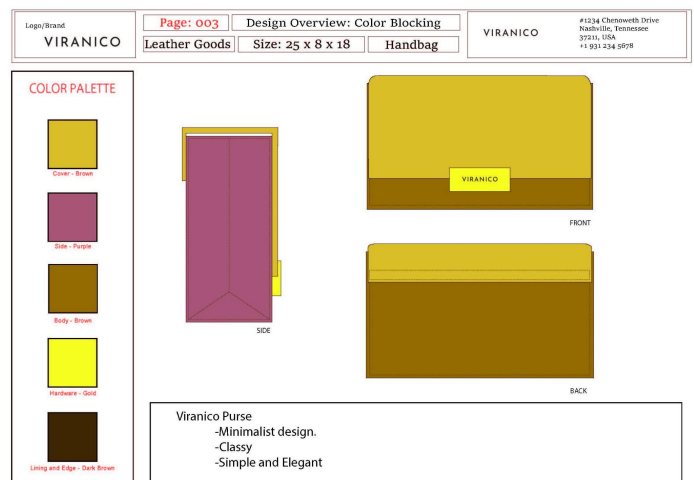 Logo/Brand
VIRANICO
Page: 003
Design Overview: Color Blocking
Leather Goods
Size: 25 x 8 x 18
Handbag
VIRANICO
#1234 Chenoweth Drive
Nashville, Tennessee
37211, USA
+1 931 234 5678
COLOR PALETTE
Cover - Brown
Side - Purple
Body - Brown
Hardware - Gold
Lining and Edge - Dark Brown
SIDE
VIRANICO
FRONT
BACK
Viranico Purse
-Minimalist design.
-Classy
-Simple and Elegant